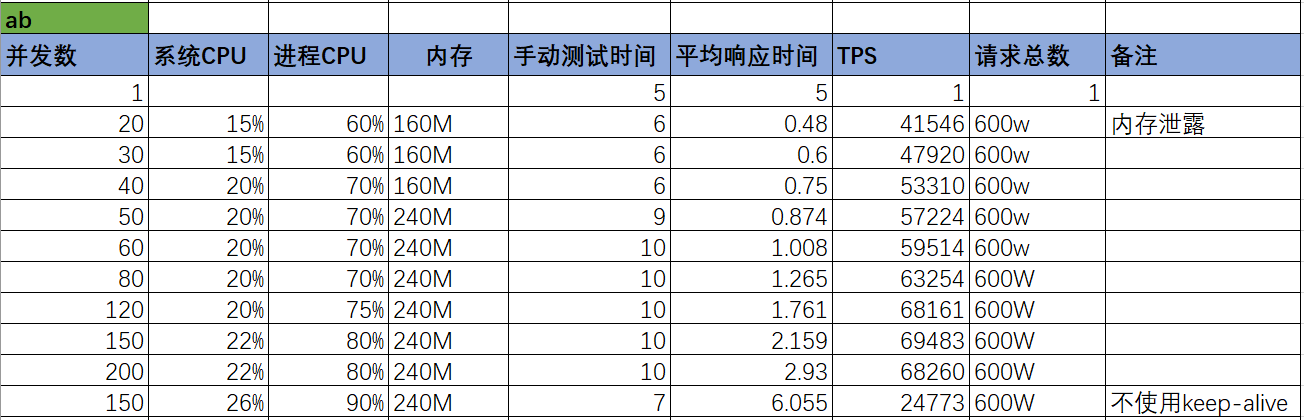 ab
并发数 系统CPU 进程CPU 内存 手动测试时间 平均响应时间 TPS 请求总数 备注
1 5 5 1 1
20 15% 60% 160M 6 0.48 41546 600w 内存泄露
30 15% 60% 160M 6 0.6 47920 600w
40 20% 70% 160M 6 0.75 53310 600w
50 20% 70% 240M 9 0.874 57224 600w
60 20% 70% 240M 10 1.008 59514 600w
80 20% 70% 240M 10 1.265 63254 600W
120 20% 75% 240M 10 1.761 68161 600W
150 22% 80% 240M 10 2.159 69483 600W
200 22% 80% 240M 10 2.93 68260 600W
150 26% 90% 240M 7 6.055 24773 600W 不使用keep-alive